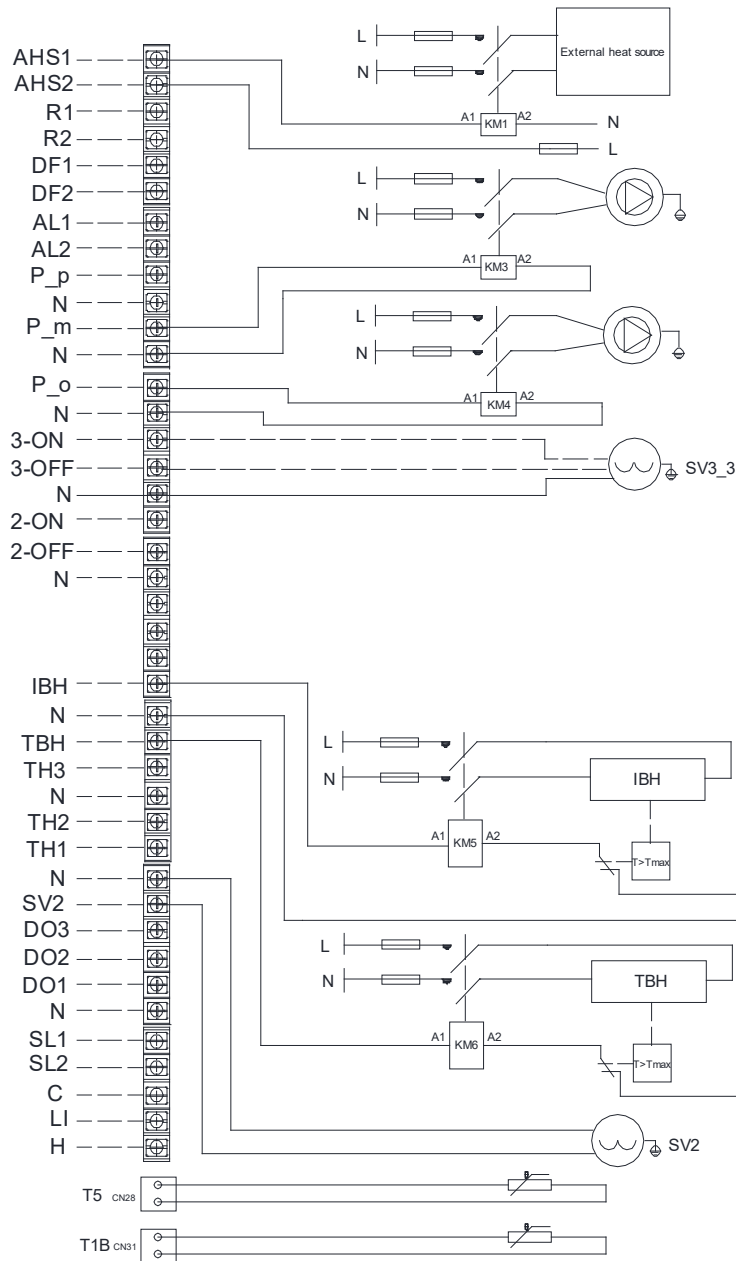 AHS1
AHS2
R1
R2
DF1
DF2
AL1
AL2
P_p
N
P_m
N
P_o
N
3-ON
3-OFF
N
2-ON
2-OFF
N
IBH
N
TBH
TH3
N
TH2
TH1
N
SV2
DO3
DO2
DO1
N
SL1
SL2
C
LI
H
T5 CN28
T1B CN31
L
N
External heat source
A1 KM1 A2 N
L
L
N
A1 KM3 A2
L
N
A1 KM4 A2
SV3_3
L
N
IBH
A1 KM5 A2
T>Tmax
L
N
TBH
A1 KM6 A2
T>Tmax
SV2